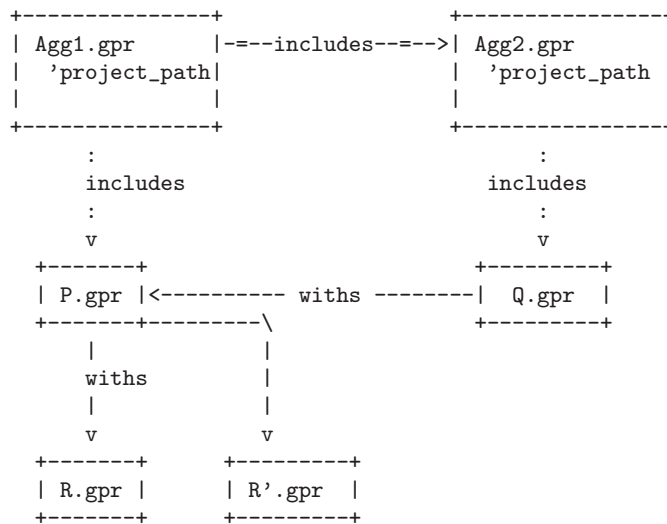 +---------------+                  +----------------
| Agg1.gpr      |-=--includes--=-->| Agg2.gpr
|  'project_path|                  |  'project_path
|               |                  |
+---------------+                  +----------------
      :                                   :
      includes                        includes
      :                                   :
      v                                   v
  +-------+                          +---------+
  | P.gpr |<---------- withs --------|  Q.gpr  |
  +-------+---------\                +---------+
      |             |
      withs         |
      |             |
      v             v
  +-------+      +---------+
  | R.gpr |      | R'.gpr  |
  +-------+      +---------+